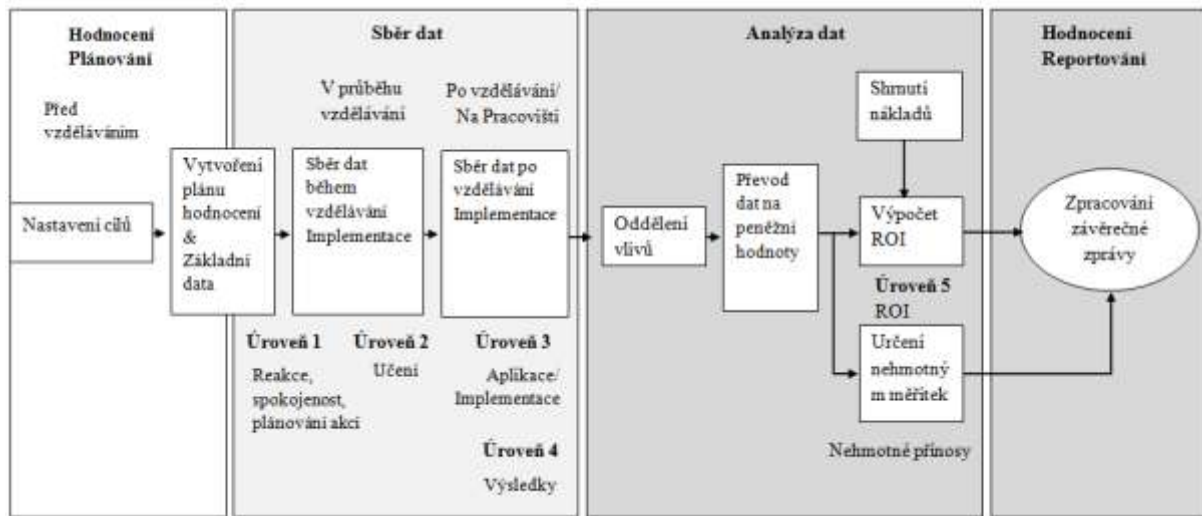 Hodnocení
Plánování
Před
vzděláváním
Nastavení cílů
Vytvoření
plánu
hodnocení
&
Základní
data
Sběr dat
V průběhu
vzdělávání
Po vzdělávání/
Na Pracovišti
Sběr dat
během
vzdělávání
Implementace
Sběr dat po
vzdělávání
Implementace
Úroveň 1
Reakce,
spokojenost,
plánování akcí
Úroveň 2
Učení
Úroveň 3
Aplikace/
Implementace
Úroveň 4
Výsledky
Analýza dat
Oddělení
vlivů
Převod
dat na
peněžní
hodnoty
Shrnutí
nákladů
Výpočet
ROI
Úroveň 5
ROI
Určení
nehmotný
m měřítek
Nehmotné přínosy
Hodnocení
Reportování
Zpracování
závěrečné
zprávy